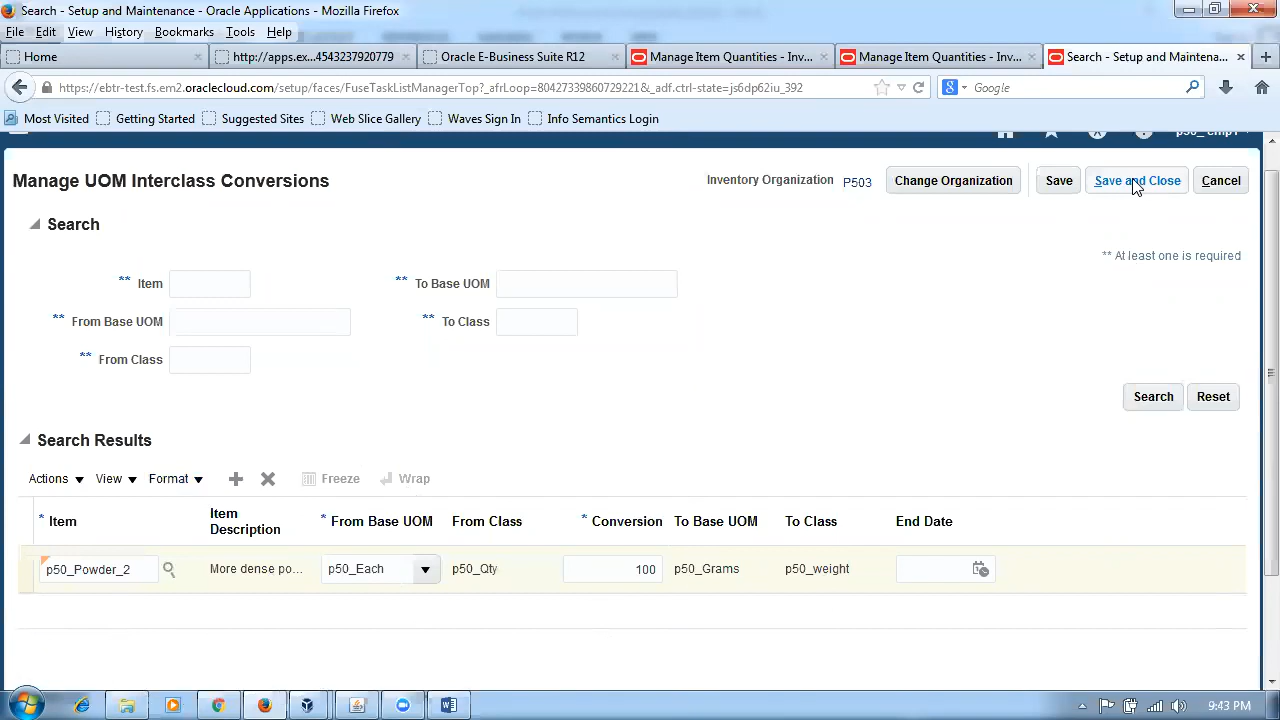 Search - Setup and Maintenance - Oracle Applications - Mozilla Firefox
File Edit View History Bookmarks Tools Help
Home
http://apps.ex...4543237920779
Oracle E-Business Suite R12
Manage Item Quantities - Inv...
Manage Item Quantities - Inv...
Search - Setup and Maintena...
https://ebtr-test.fs.em2.oraclecloud.com/setup/faces/FuseTaskListManagerTop?_afrLoop=80427339860729221&_adf.ctrl-state=js6dp62iu_392
Google
Most Visited Getting Started Suggested Sites Web Slice Gallery Waves Sign In Info Semantics Login
Manage UOM Interclass Conversions
Inventory Organization P503 Change Organization Save Save and Close Cancel
Search
** At least one is required
** Item
** To Base UOM
** From Base UOM
** To Class
** From Class
Search Reset
Search Results
Actions View Format Freeze Wrap
* Item
Item Description
* From Base UOM
From Class
* Conversion
To Base UOM
To Class
End Date
p50_Powder_2 More dense po... p50_Each p50_Qty 100 p50_Grams p50_weight
9:43 PM